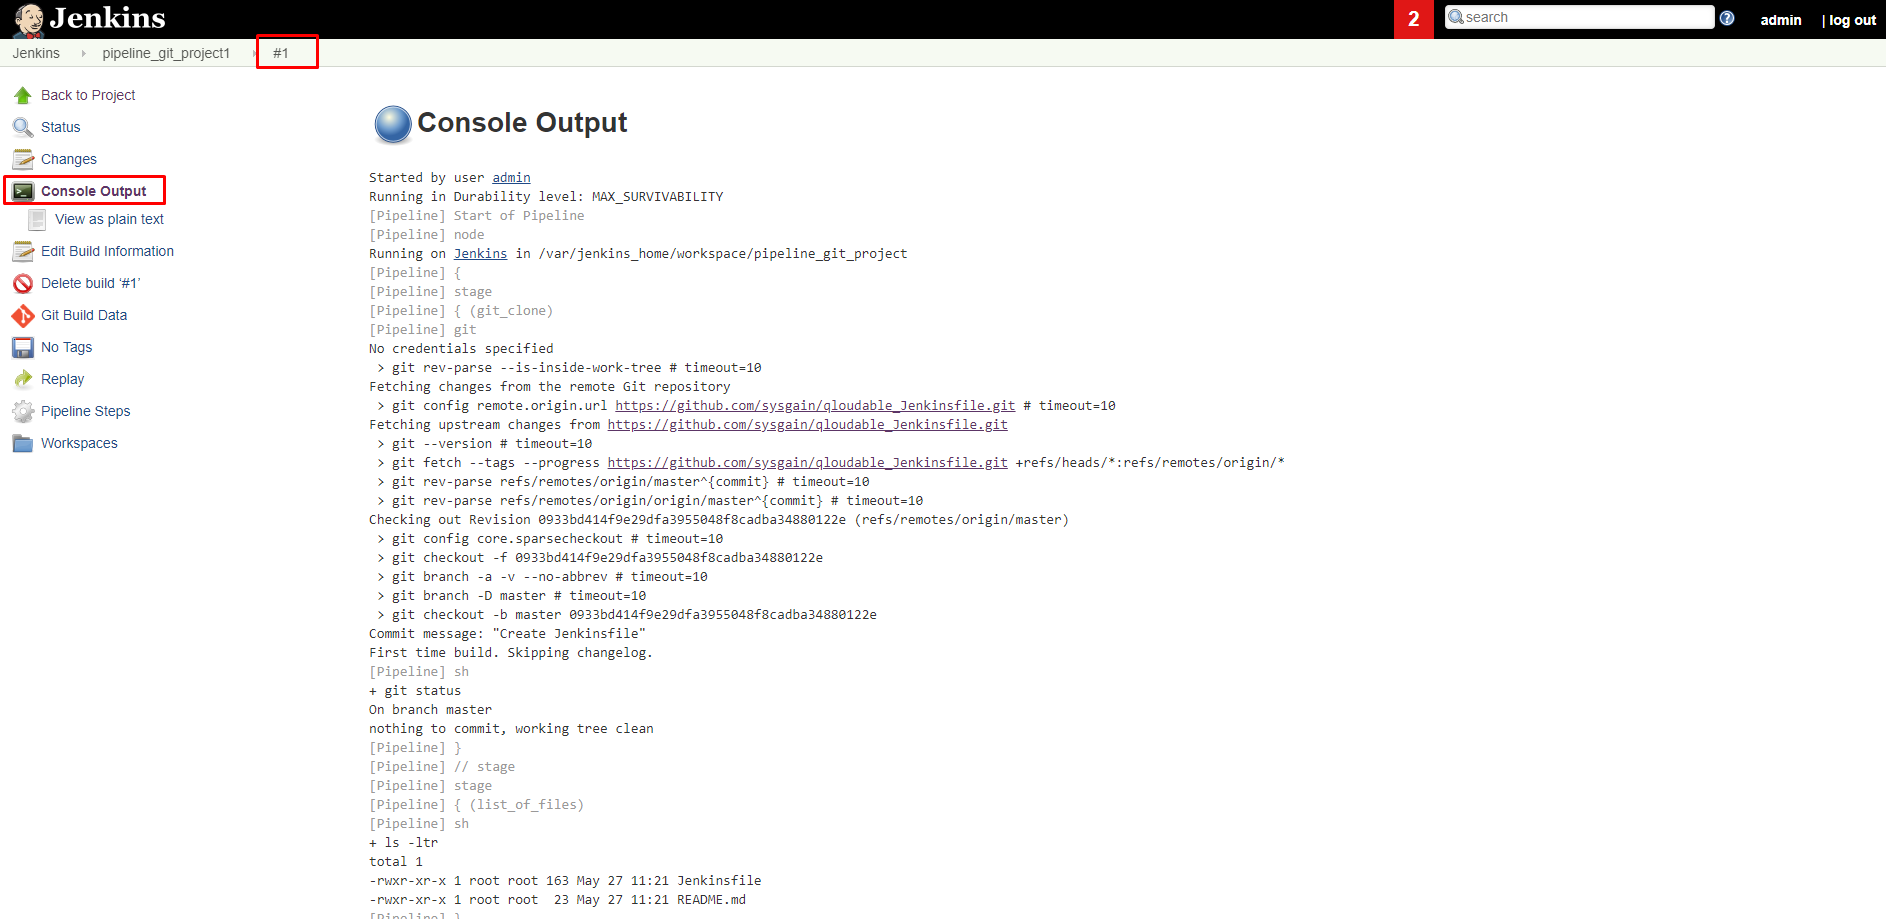 Jenkins
2
search
admin
| log out
Jenkins
pipeline_git_project1
#1
Back to Project
Status
Changes
Console Output
View as plain text
Edit Build Information
Delete build ‘#1’
Git Build Data
No Tags
Replay
Pipeline Steps
Workspaces
Console Output
Started by user admin
Running in Durability level: MAX_SURVIVABILITY
[Pipeline] Start of Pipeline
[Pipeline] node
Running on Jenkins in /var/jenkins_home/workspace/pipeline_git_project
[Pipeline] {
[Pipeline] stage
[Pipeline] { (git_clone)
[Pipeline] git
No credentials specified
> git rev-parse --is-inside-work-tree # timeout=10
Fetching changes from the remote Git repository
> git config remote.origin.url https://github.com/sysgain/qloudable_Jenkinsfile.git # timeout=10
Fetching upstream changes from https://github.com/sysgain/qloudable_Jenkinsfile.git
> git --version # timeout=10
> git fetch --tags --progress https://github.com/sysgain/qloudable_Jenkinsfile.git +refs/heads/*:refs/remotes/origin/*
> git rev-parse refs/remotes/origin/master^{commit} # timeout=10
> git rev-parse refs/remotes/origin/origin/master^{commit} # timeout=10
Checking out Revision 0933bd414f9e29dfa3955048f8cadba34880122e (refs/remotes/origin/master)
> git config core.sparsecheckout # timeout=10
> git checkout -f 0933bd414f9e29dfa3955048f8cadba34880122e
> git branch -a -v --no-abbrev # timeout=10
> git branch -D master # timeout=10
> git checkout -b master 0933bd414f9e29dfa3955048f8cadba34880122e
Commit message: "Create Jenkinsfile"
First time build. Skipping changelog.
[Pipeline] sh
+ git status
On branch master
nothing to commit, working tree clean
[Pipeline] }
[Pipeline] // stage
[Pipeline] stage
[Pipeline] { (list_of_files)
[Pipeline] sh
+ ls -ltr
total 1
-rwxr-xr-x 1 root root 163 May 27 11:21 Jenkinsfile
-rwxr-xr-x 1 root root  23 May 27 11:21 README.md
[Pipeline] }